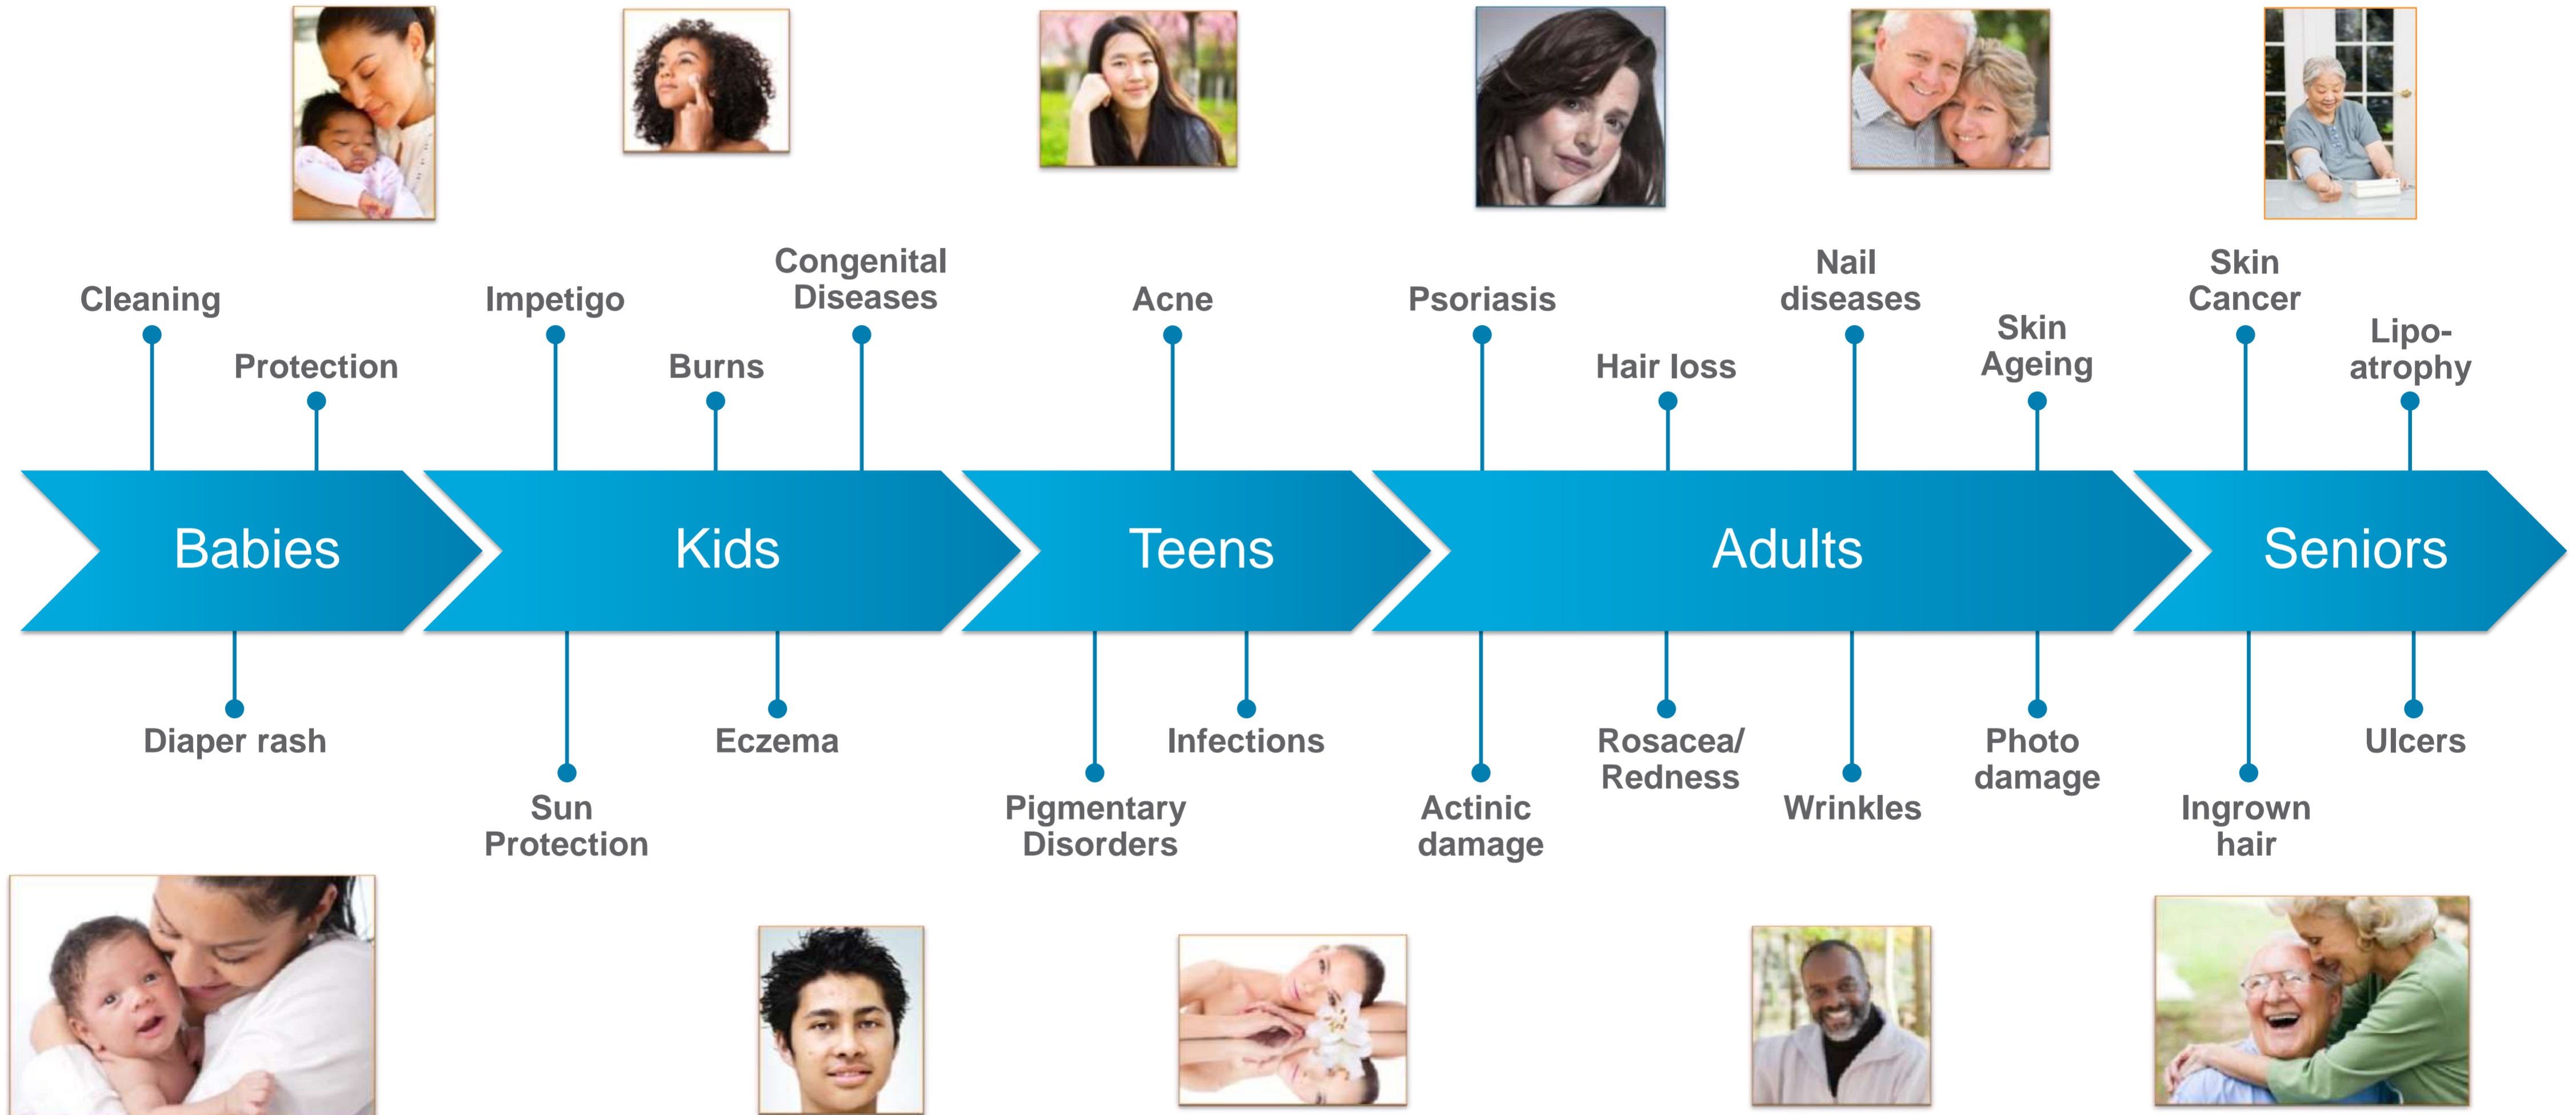 Cleaning
Protection
Impetigo
Burns
Congenital
Diseases
Acne
Psoriasis
Hair loss
Nail
diseases
Skin
Ageing
Skin
Cancer
Lipo-
atrophy
Babies
Kids
Teens
Adults
Seniors
Diaper rash
Sun
Protection
Eczema
Pigmentary
Disorders
Infections
Actinic
damage
Rosacea/
Redness
Wrinkles
Photo
damage
Ingrown
hair
Ulcers